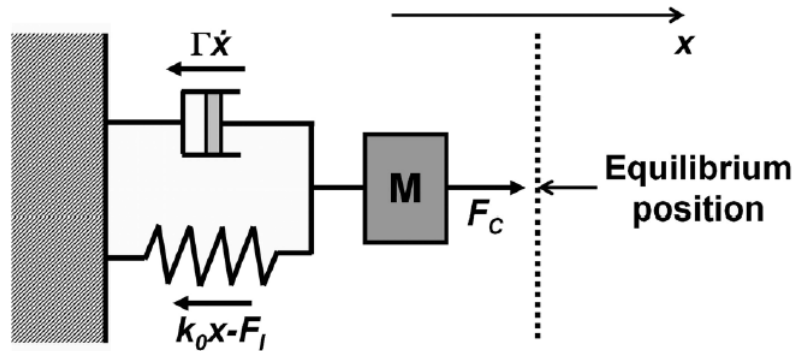 Γẋ
x
M
F_C
Equilibrium
position
k_0x-F_I